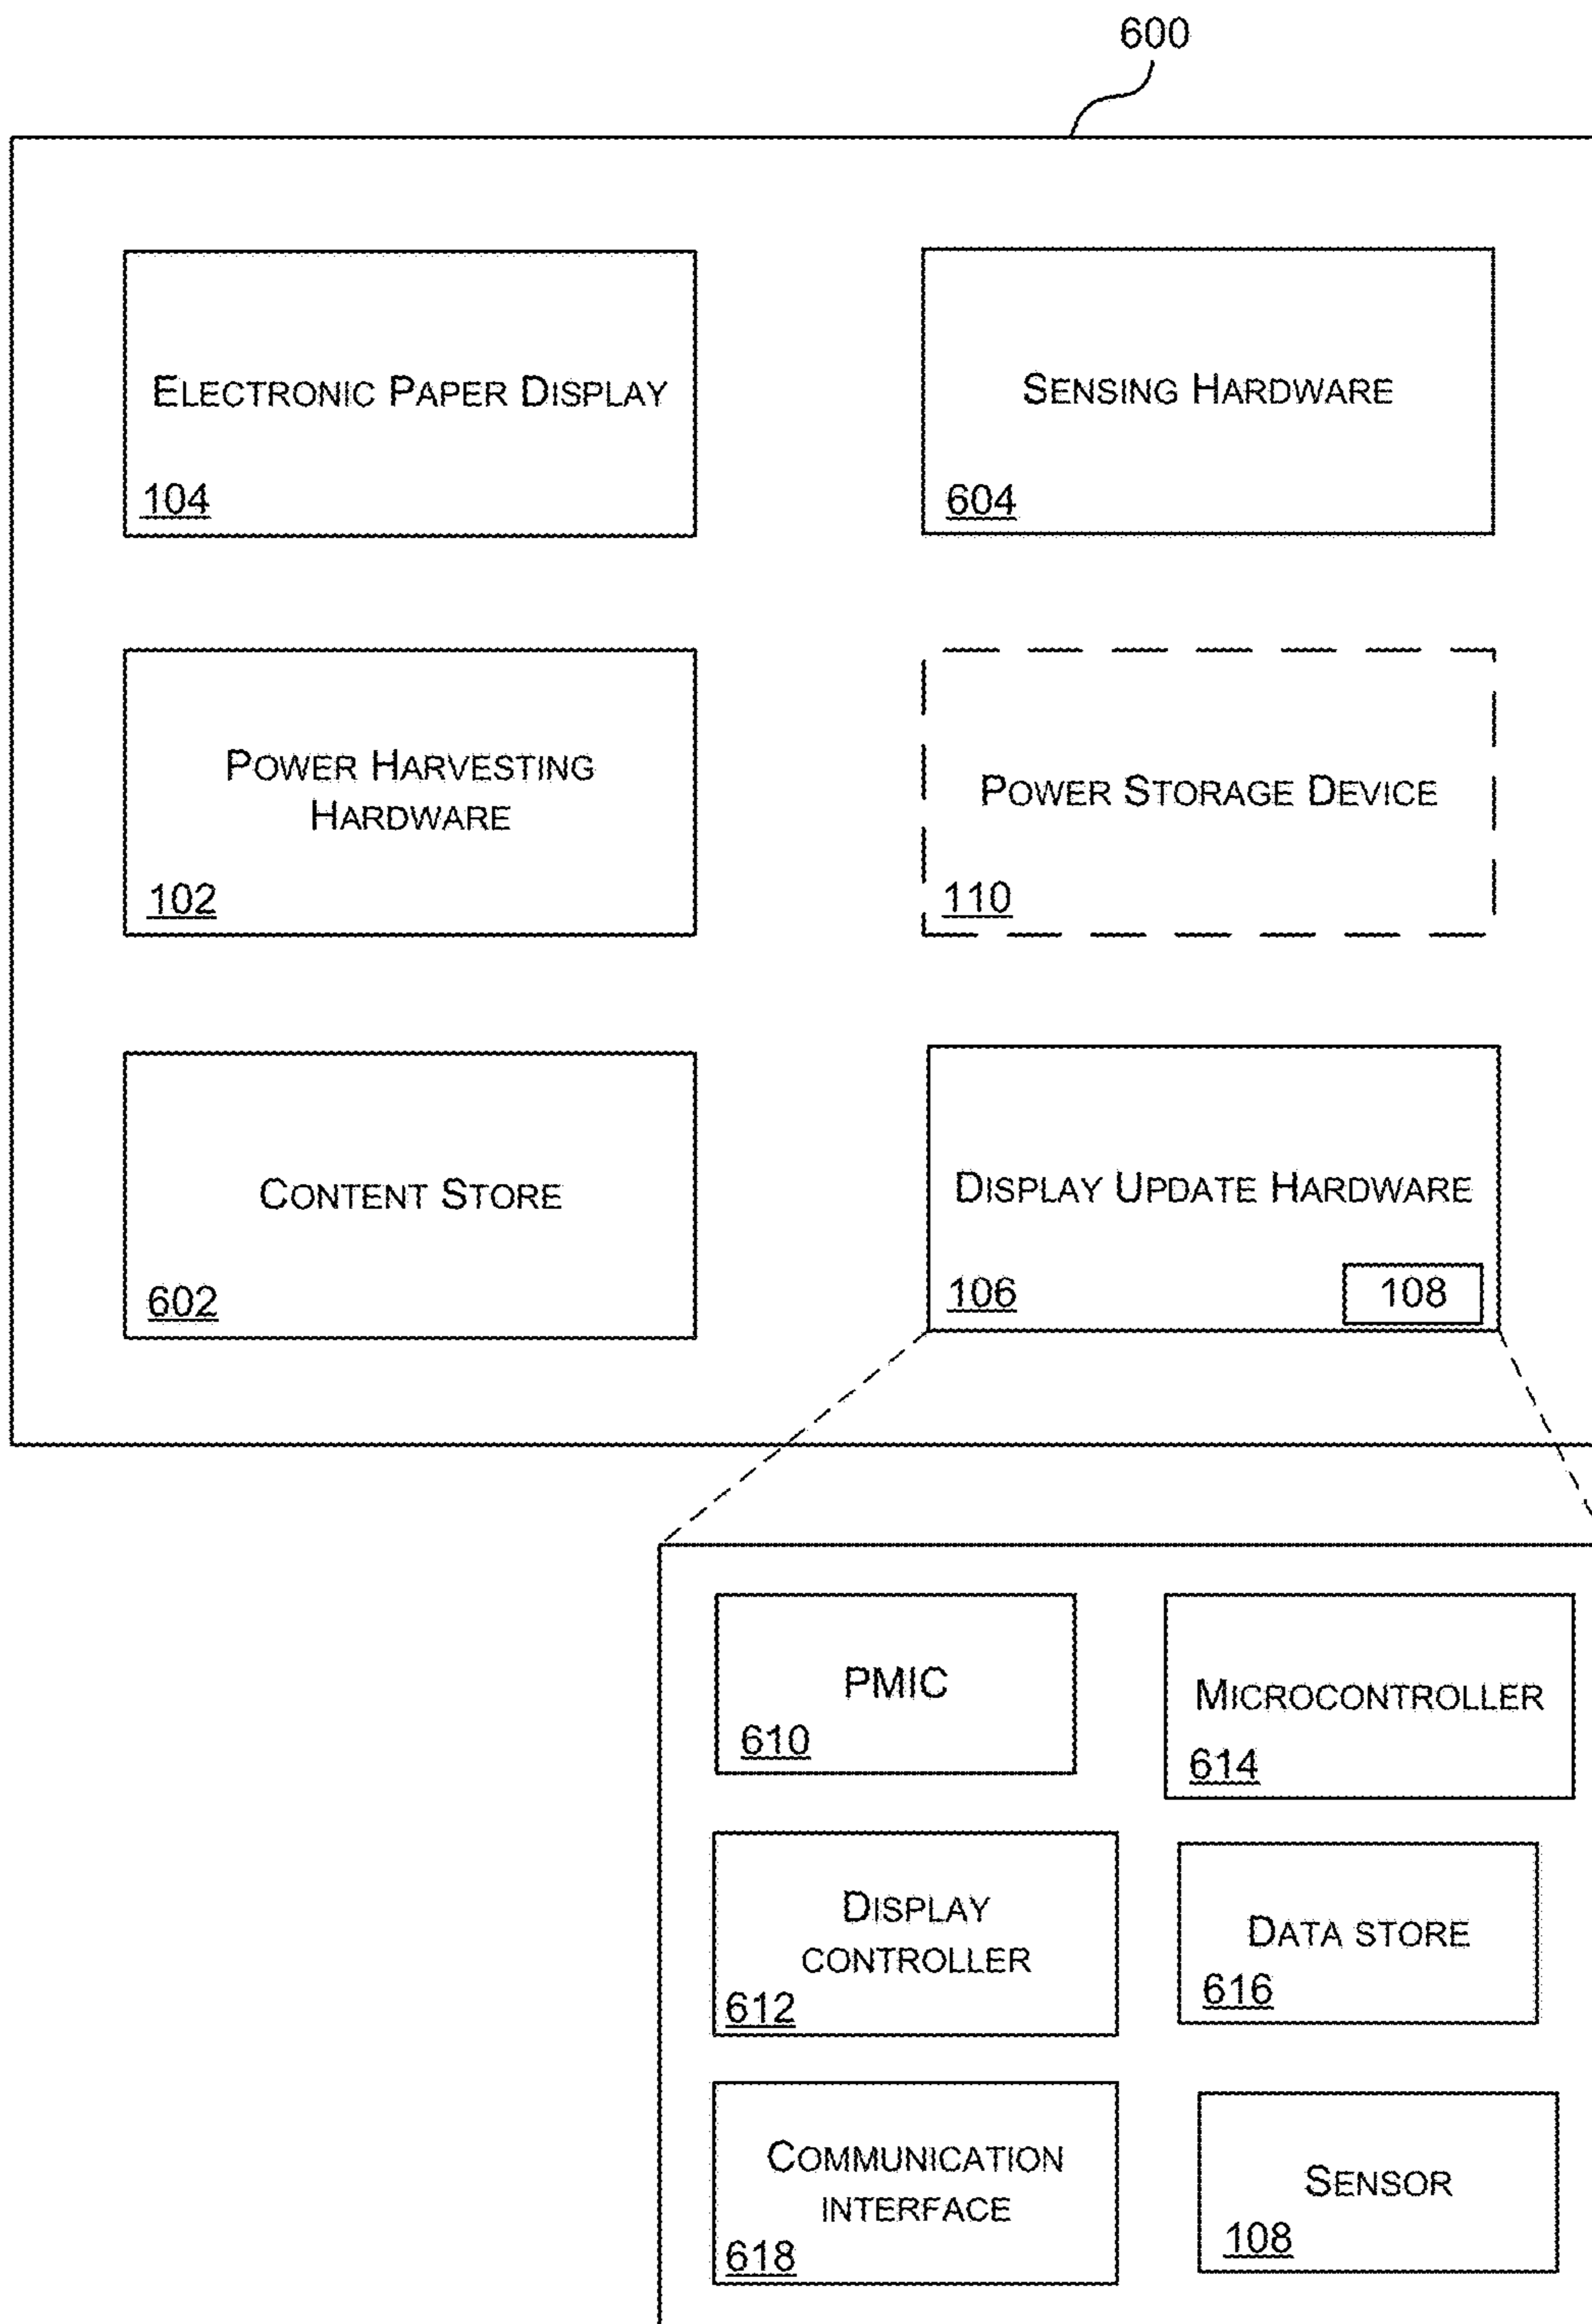 600
ELECTRONIC PAPER DISPLAY
104
SENSING HARDWARE
604
POWER HARVESTING
HARDWARE
102
POWER STORAGE DEVICE
110
CONTENT STORE
602
DISPLAY UPDATE HARDWARE
106
108
PMIC
610
MICROCONTROLLER
614
DISPLAY
CONTROLLER
612
DATA STORE
616
COMMUNICATION
INTERFACE
618
SENSOR
108